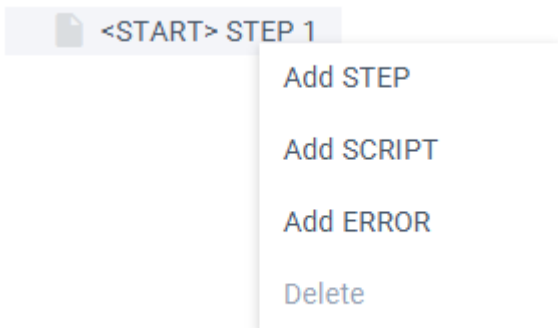 <START> STEP 1
Add STEP
Add SCRIPT
Add ERROR
Delete